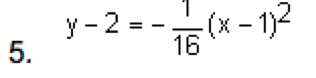 5. y – 2 = – 1/16 (x – 1)²